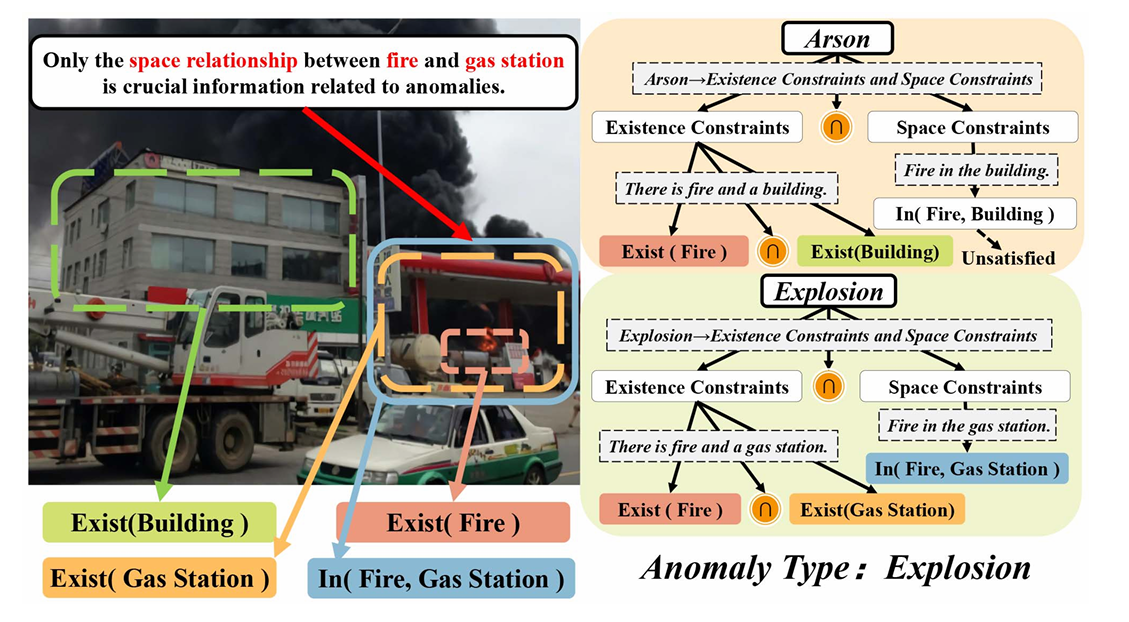 Only the space relationship between fire and gas station
is crucial information related to anomalies.
Exist(Building )
Exist( Fire )
Exist( Gas Station )
In( Fire, Gas Station )
Arson
Arson→Existence Constraints and Space Constraints
Existence Constraints
∩
Space Constraints
There is fire and a building.
Fire in the building.
In( Fire, Building )
Exist ( Fire )
∩
Exist(Building)
Unsatisfied
Explosion
Explosion→Existence Constraints and Space Constraints
Existence Constraints
∩
Space Constraints
There is fire and a gas station.
Fire in the gas station.
In( Fire, Gas Station )
Exist ( Fire )
∩
Exist(Gas Station)
Anomaly Type： Explosion